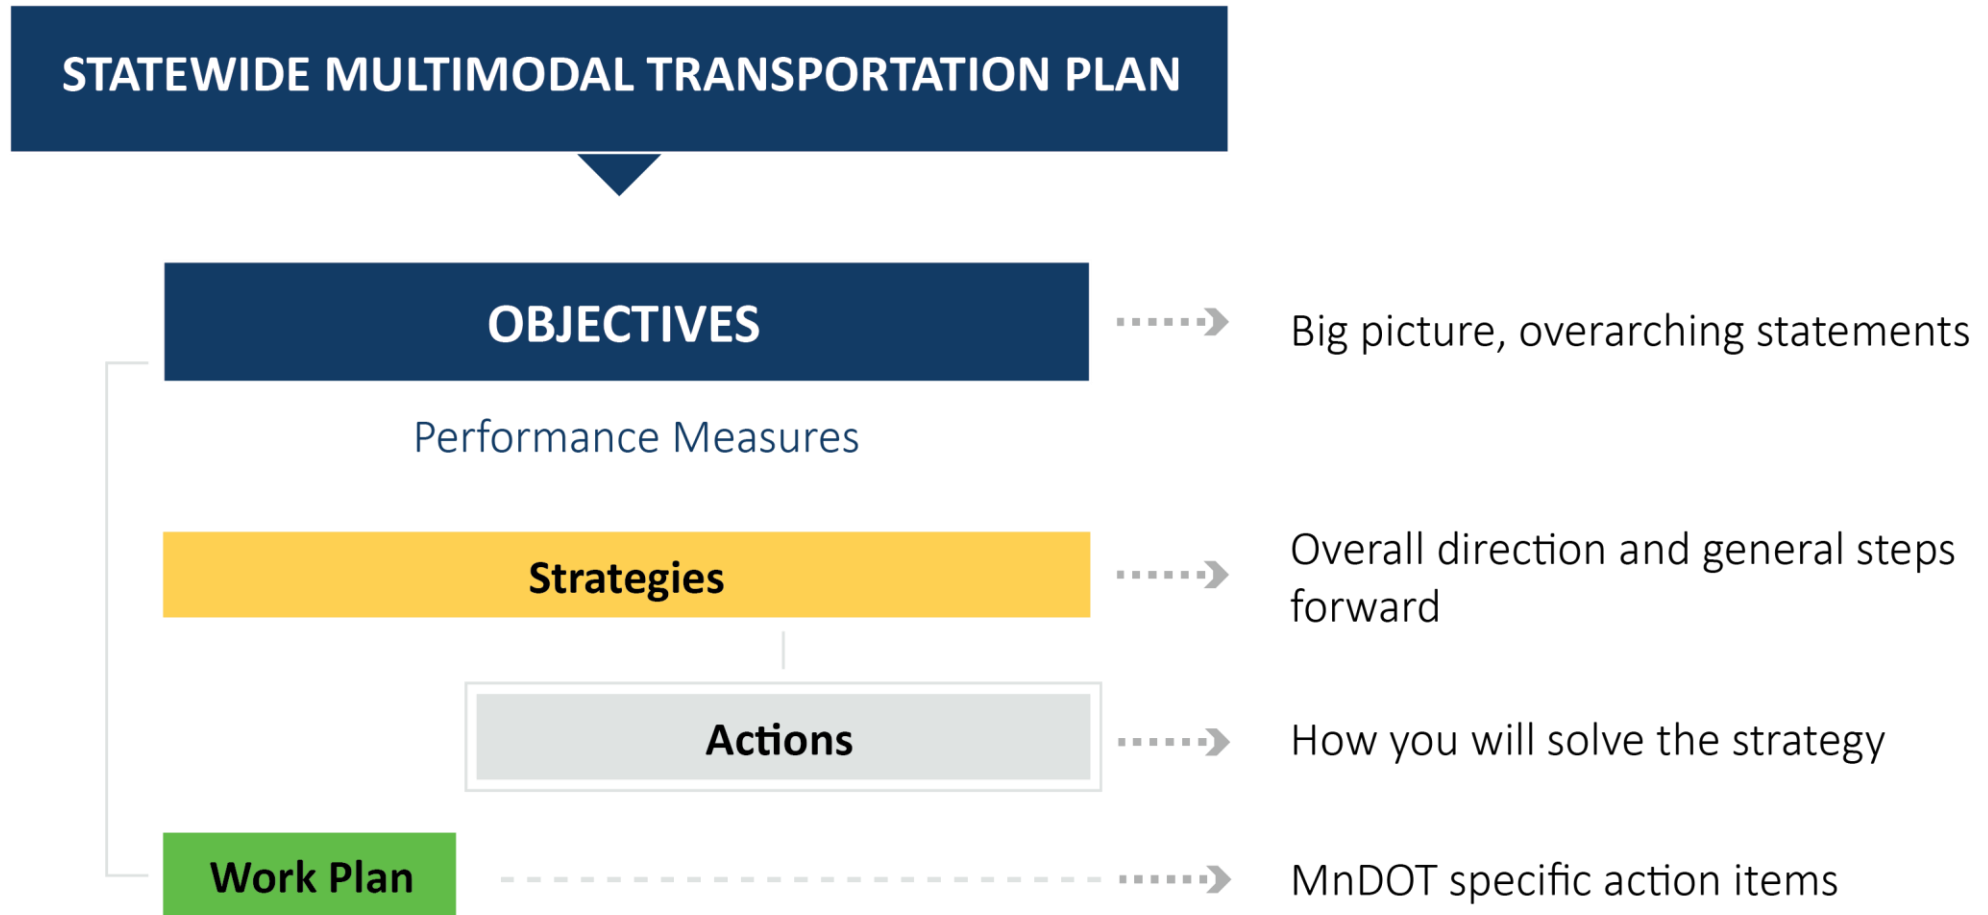 STATEWIDE MULTIMODAL TRANSPORTATION PLAN
OBJECTIVES
Big picture, overarching statements
Performance Measures
Strategies
Overall direction and general steps
forward
Actions
How you will solve the strategy
Work Plan
MnDOT specific action items